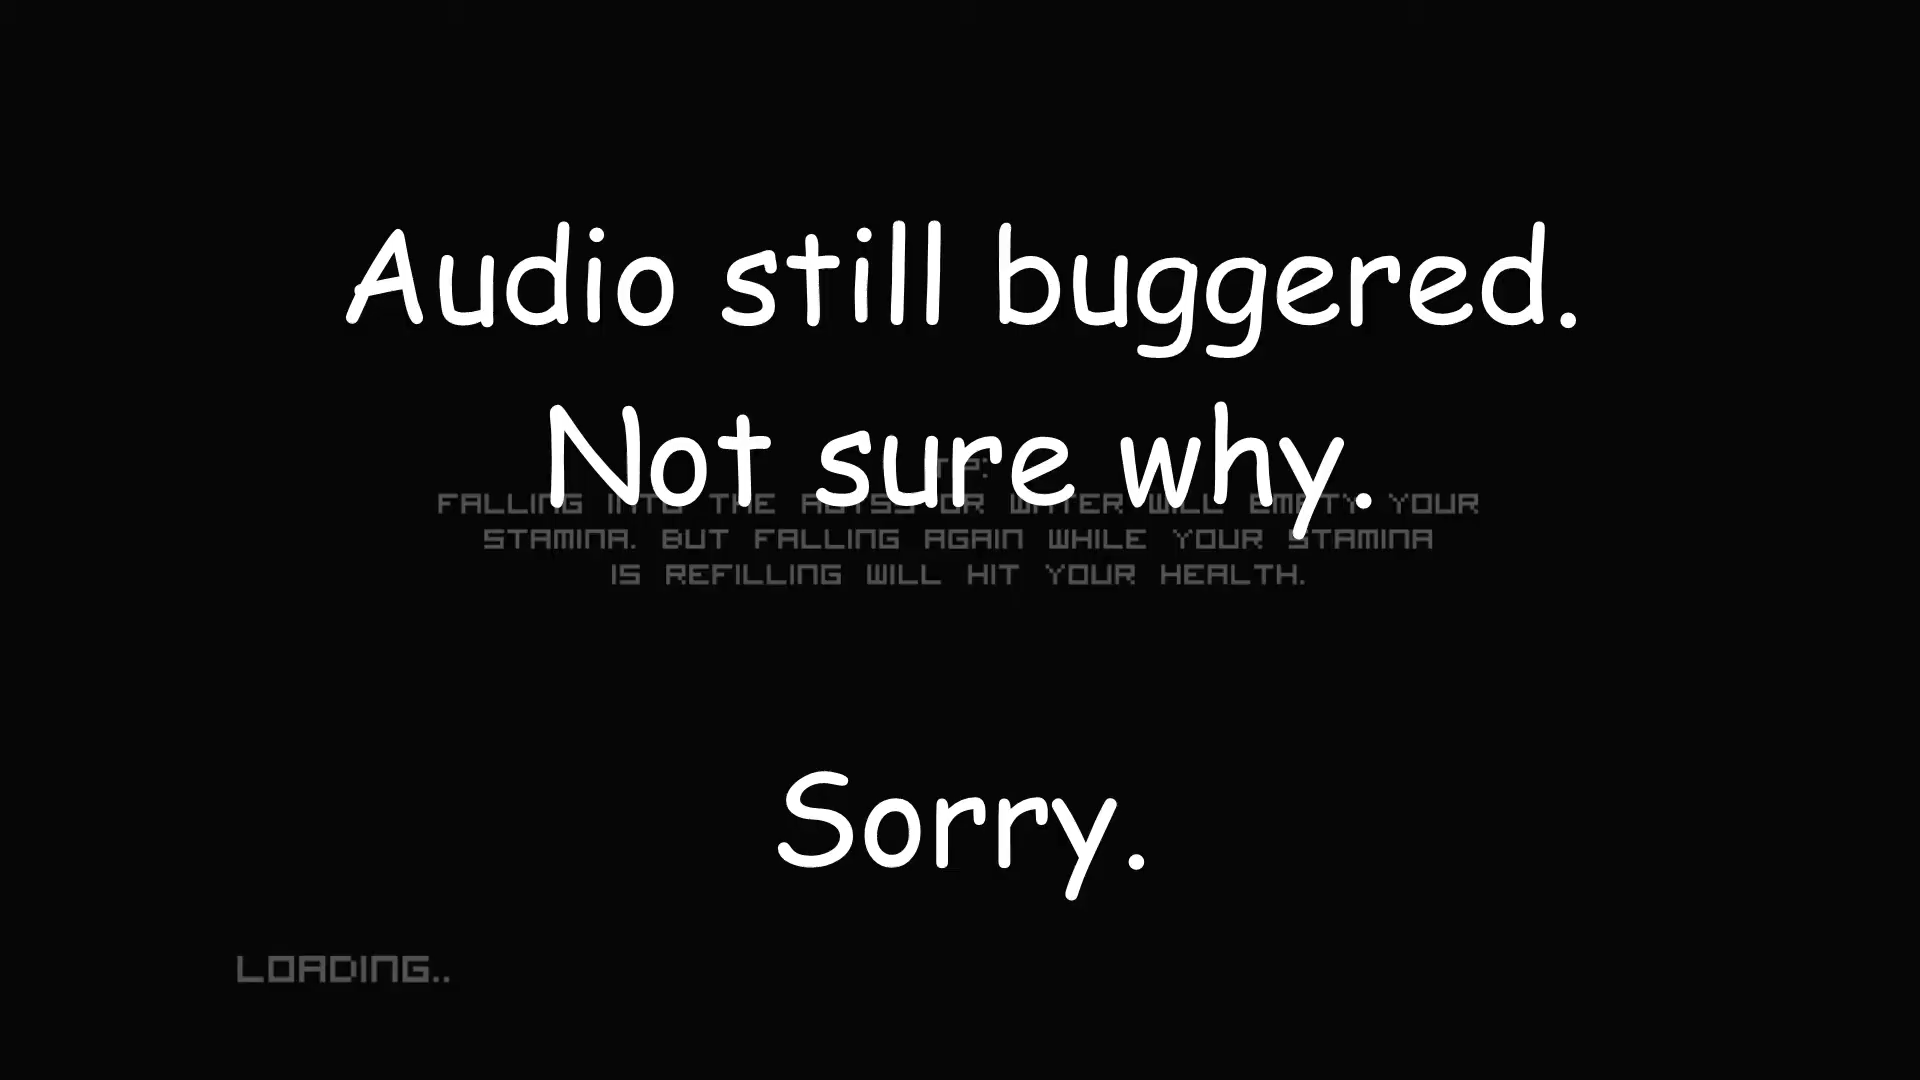 Audio still buggered.
Not sure why.
TIP:
FALLING INTO THE ABYSS OR WATER WILL EMPTY YOUR
STAMINA. BUT FALLING AGAIN WHILE YOUR STAMINA
IS REFILLING WILL HIT YOUR HEALTH.
Sorry.
LOADING..